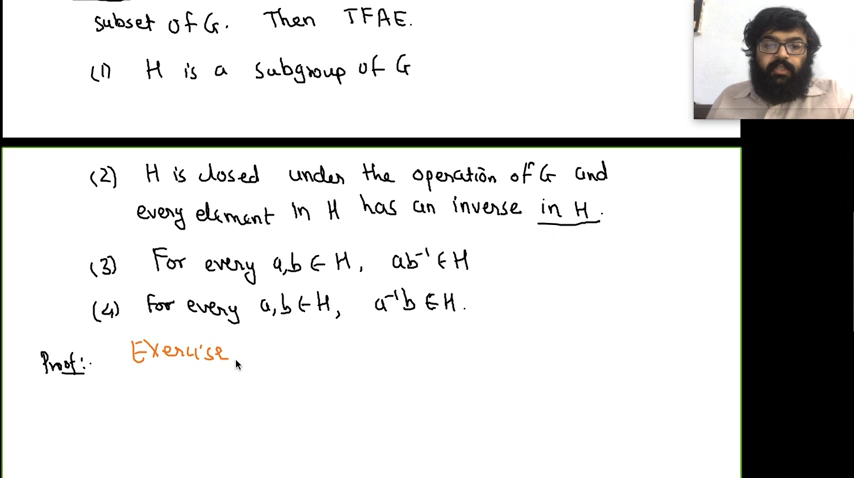 subset of G. Then TFAE.
(1) H is a subgroup of G
(2) H is closed under the operation of G and
every element in H has an inverse in H.
(3) For every a,b ∈ H, ab⁻¹ ∈ H
(4) For every a,b ∈ H, a⁻¹b ∈ H.
Proof:. Exercise